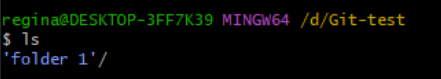 regina@DESKTOP-3FF7K39 MINGW64 /d/Git-test
$ ls
'folder 1'/